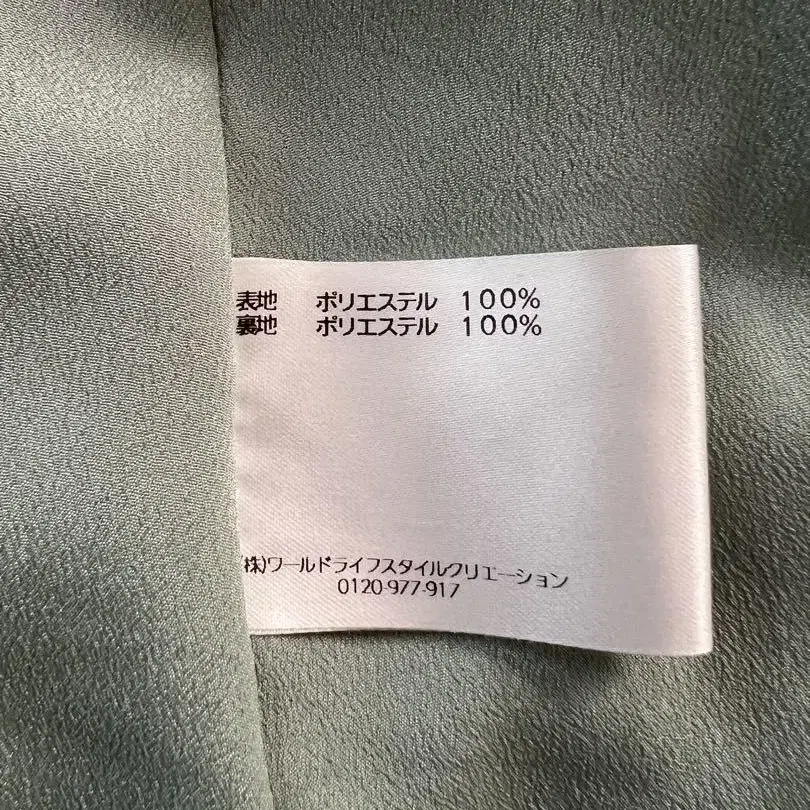 表地 ポリエステル 100%
裏地 ポリエステル 100%
(株)ワールドライフスタイルクリエーション
0120-977-917